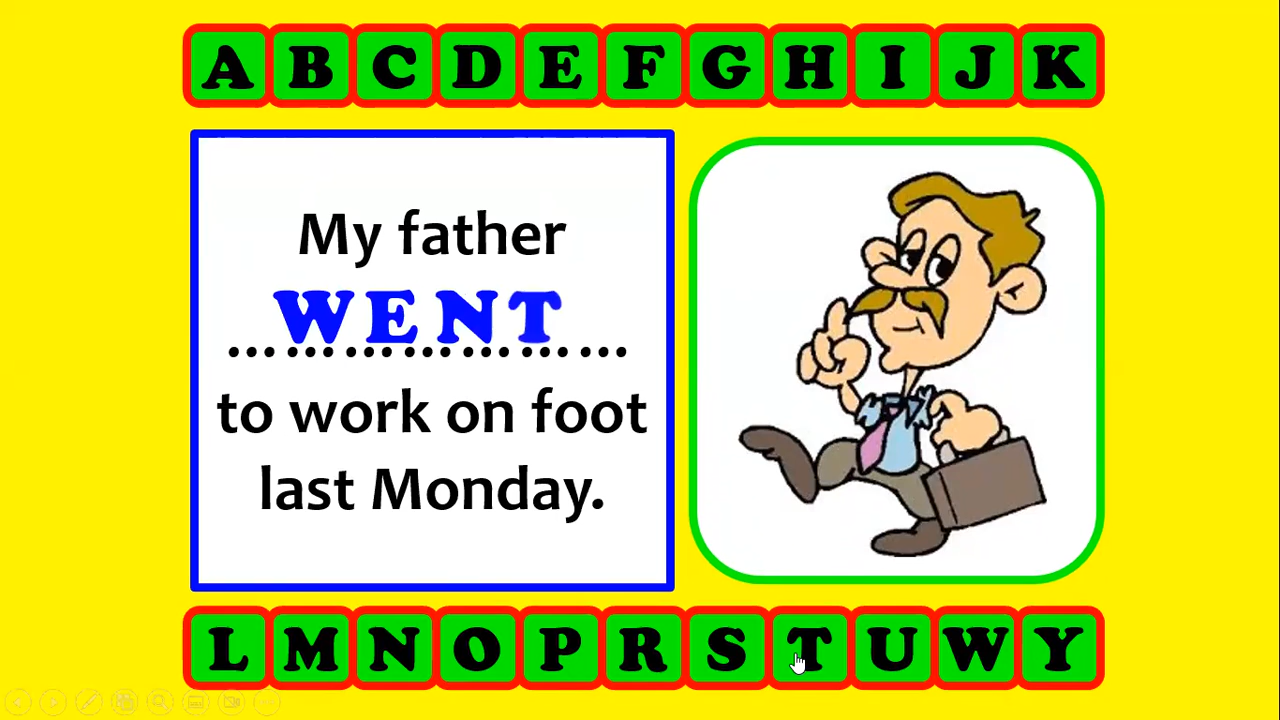 A B C D E F G H I J K
My father
WENT
........................
to work on foot
last Monday.
L M N O P R S T U W Y